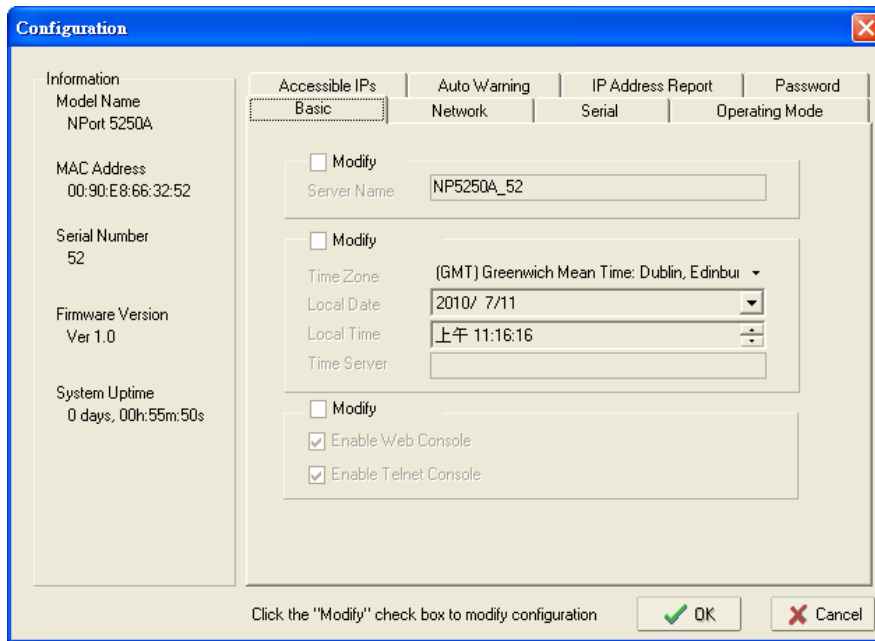 Configuration
Information
Model Name
NPort 5250A
MAC Address
00:90:E8:66:32:52
Serial Number
52
Firmware Version
Ver 1.0
System Uptime
0 days, 00h:55m:50s
Accessible IPs
Auto Warning
IP Address Report
Password
Basic
Network
Serial
Operating Mode
Modify
Server Name
NP5250A_52
Modify
Time Zone
(GMT) Greenwich Mean Time: Dublin, Edinbu
Local Date
2010/ 7/11
Local Time
上午 11:16:16
Time Server
Modify
Enable Web Console
Enable Telnet Console
Click the "Modify" check box to modify configuration
OK
Cancel